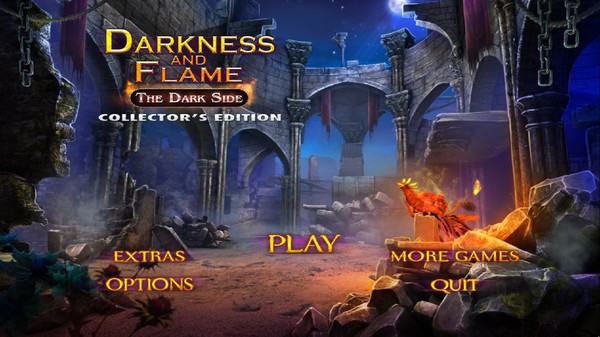 DARKNESS
AND
FLAME
THE DARK SIDE
COLLECTOR'S EDITION
PLAY
EXTRAS
MORE GAMES
OPTIONS
QUIT